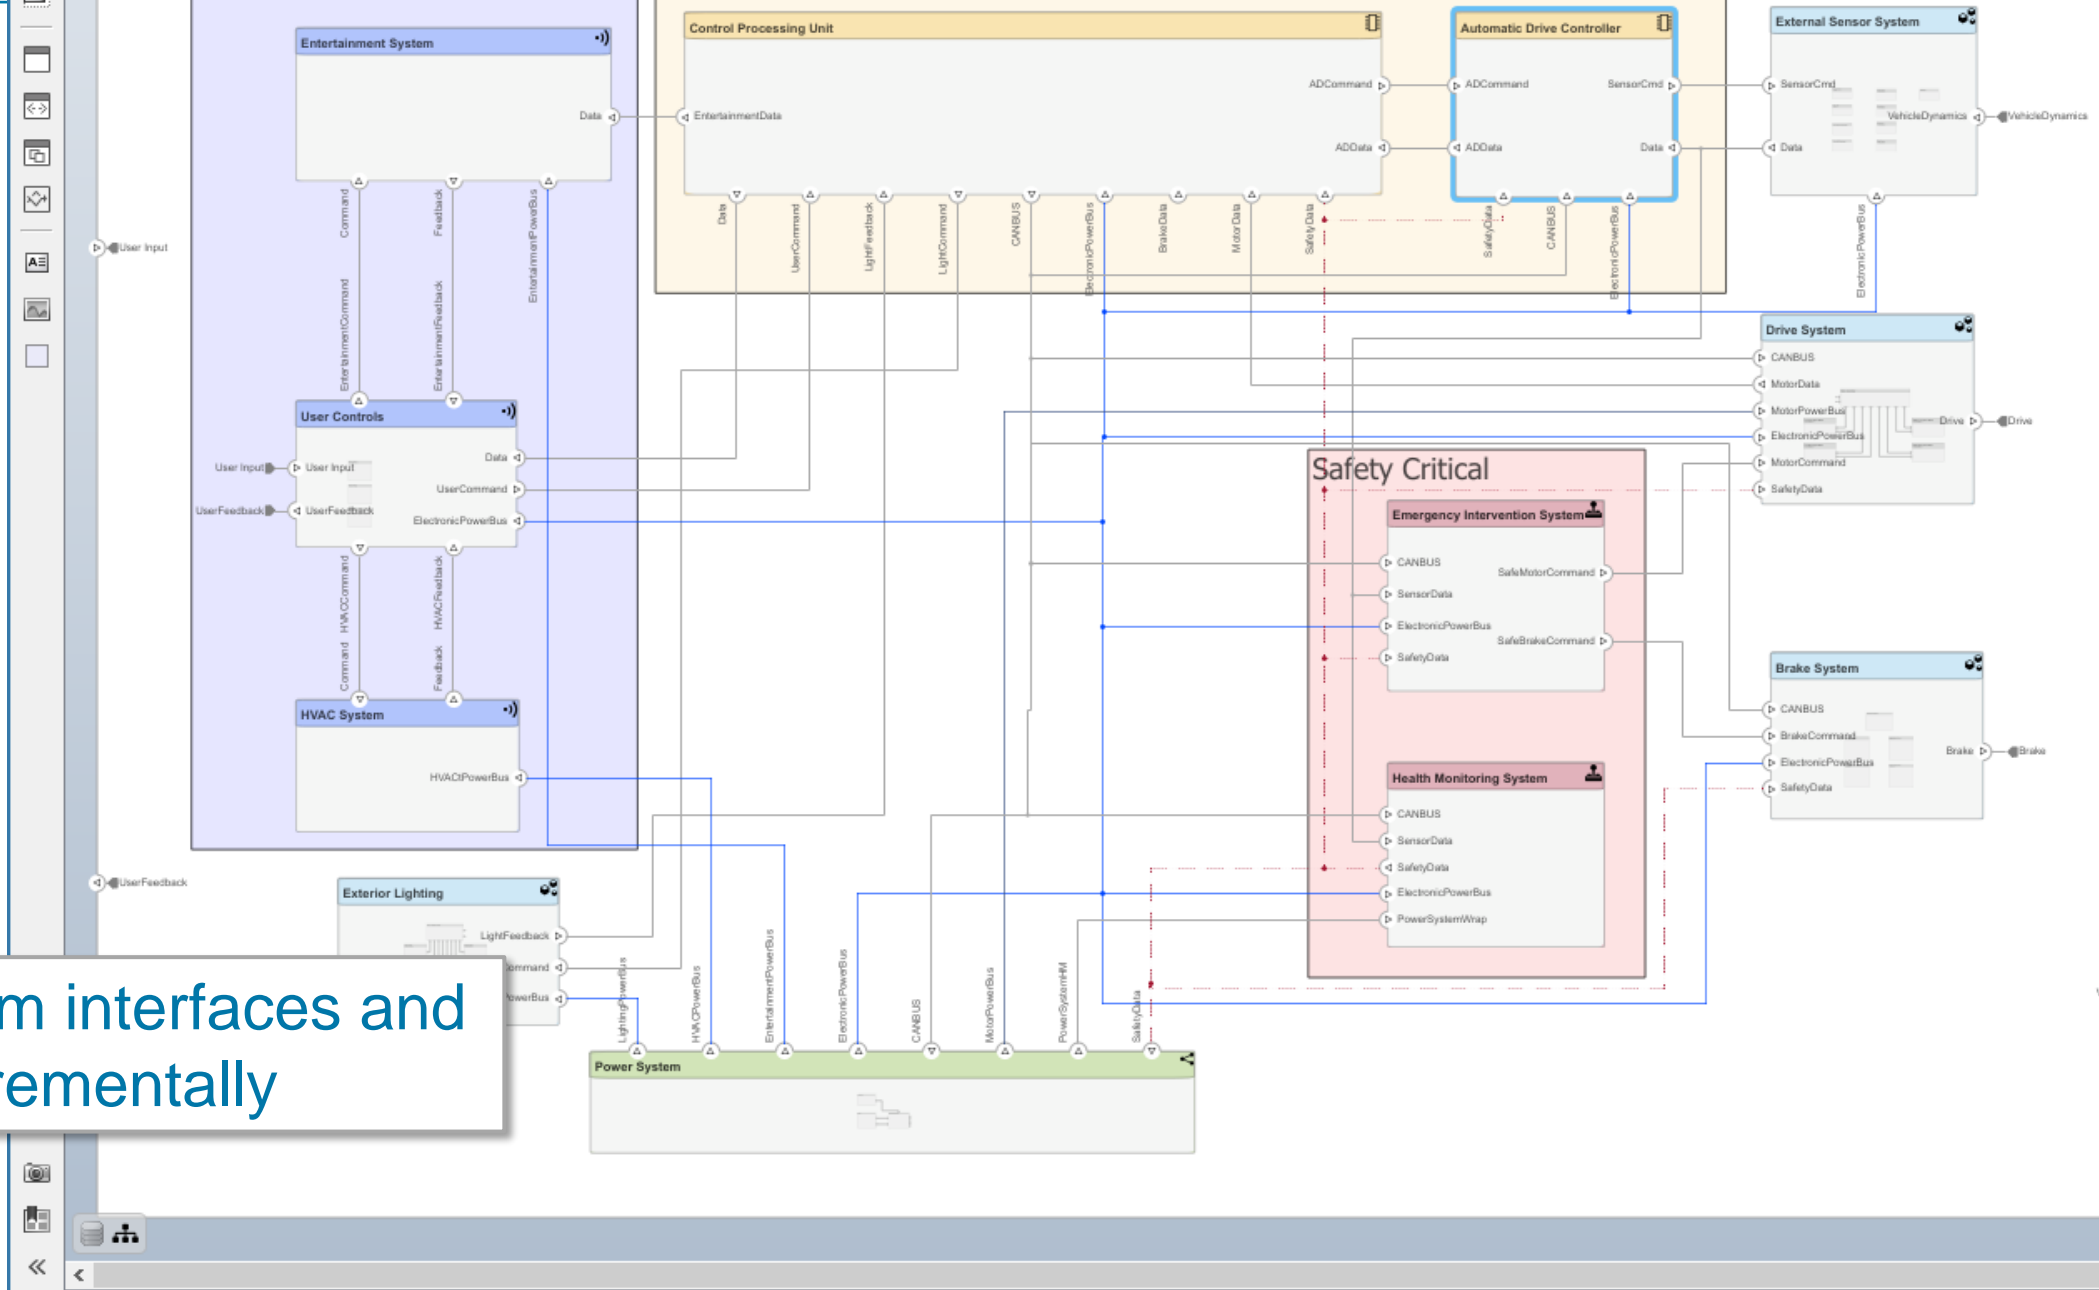 Entertainment System
Data
Command
Feedback
EntertainmentPowerBus
EntertainmentCommand
EntertainmentFeedback
User Input
User Controls
User Input
User Input
UserFeedback
UserFeedback
Data
UserCommand
ElectronicPowerBus
HVACCommand
HVACFeedback
Command
Feedback
HVAC System
HVACtPowerBus
UserFeedback
Control Processing Unit
EntertainmentData
ADCommand
ADData
Data
UserCommand
LightFeedback
LightCommand
CANBUS
ElectronicPowerBus
BrakeData
MotorData
SafetyData
Automatic Drive Controller
ADCommand
SensorCmd
ADData
Data
SafetyData
CANBUS
ElectronicPowerBus
External Sensor System
SensorCmd
VehicleDynamics
VehicleDynamics
Data
ElectronicPowerBus
Drive System
CANBUS
MotorData
MotorPowerBus
Drive
Drive
ElectronicPowerBus
MotorCommand
SafetyData
Safety Critical
Emergency Intervention System
CANBUS
SafeMotorCommand
SensorData
ElectronicPowerBus
SafeBrakeCommand
SafetyData
Health Monitoring System
CANBUS
SensorData
SafetyData
ElectronicPowerBus
PowerSystemWrap
Brake System
CANBUS
BrakeCommand
Brake
Brake
ElectronicPowerBus
SafetyData
Exterior Lighting
LightFeedback
ommand
owerBus
m interfaces and
rementally
LightingPowerBus
HVACPowerBus
EntertainmentPowerBus
ElectronicPowerBus
CANBUS
MotorPowerBus
PowerSystemHM
SafetyData
Power System